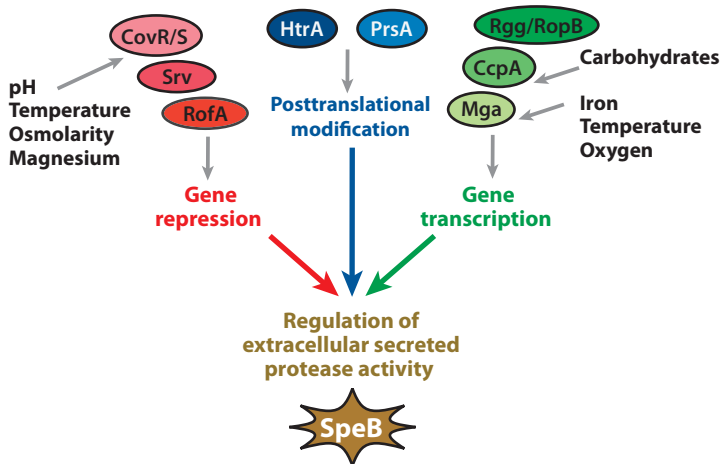 CovR/S
Srv
RofA
pH
Temperature
Osmolarity
Magnesium
Gene
repression
HtrA
PrsA
Posttranslational
modification
Rgg/RopB
CcpA
Mga
Carbohydrates
Iron
Temperature
Oxygen
Gene
transcription
Regulation of
extracellular secreted
protease activity
SpeB